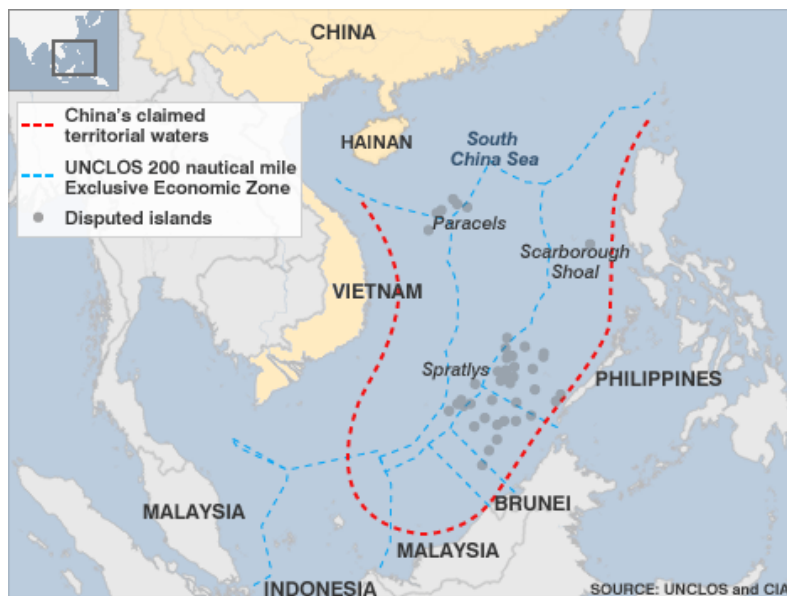 CHINA
China's claimed
territorial waters
UNCLOS 200 nautical mile
Exclusive Economic Zone
Disputed islands
HAINAN
South
China Sea
Paracels
Scarborough
Shoal
VIETNAM
Spratlys
PHILIPPINES
MALAYSIA
BRUNEI
MALAYSIA
INDONESIA
SOURCE: UNCLOS and CIA